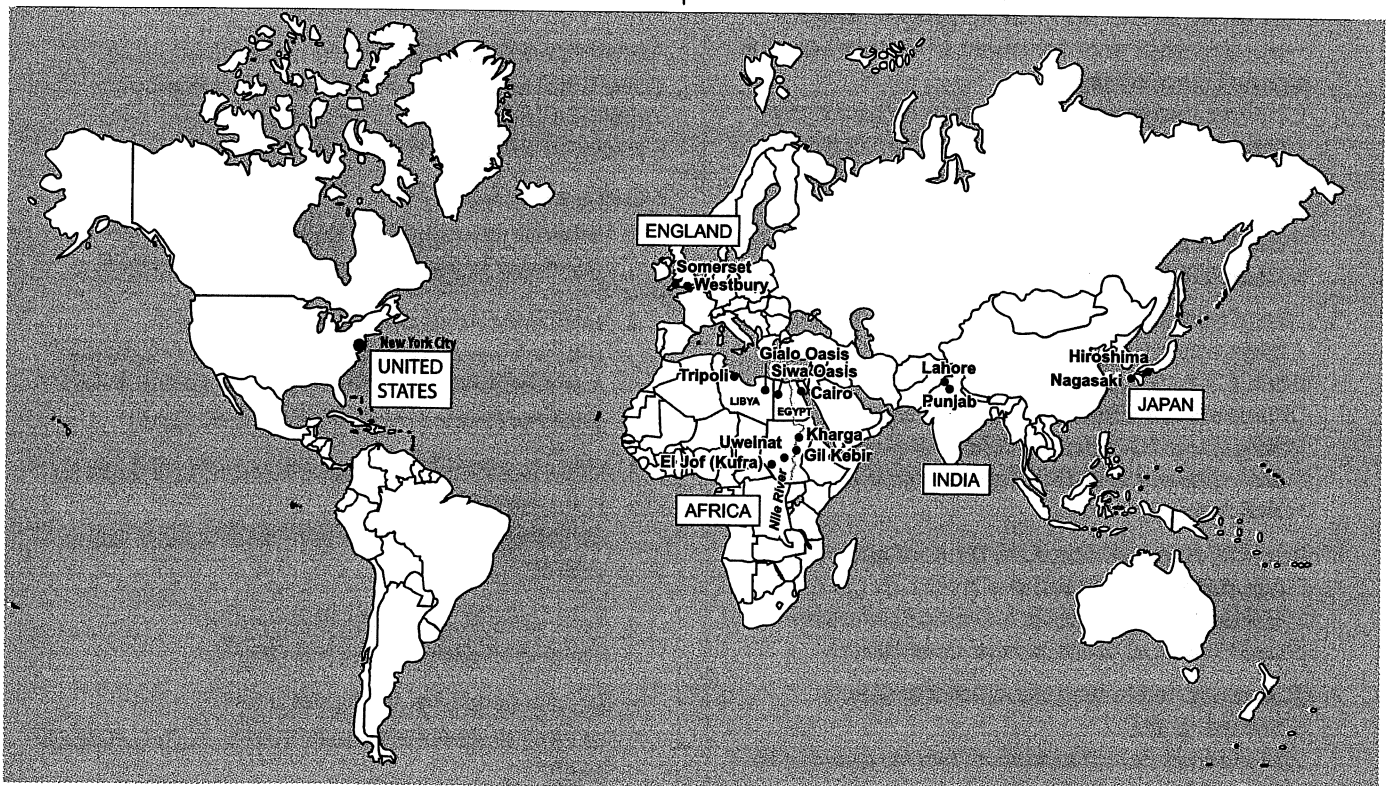 ENGLAND
Somerset
Westbury
New York City
UNITED
STATES
Gialo Oasis
Siwa Oasis
Tripoli
LIBYA
Cairo
EGYPT
Kharga
Uweinat
Gil Kebir
El Jof (Kufra)
Nile River
AFRICA
Lahore
Punjab
INDIA
Hiroshima
Nagasaki
JAPAN